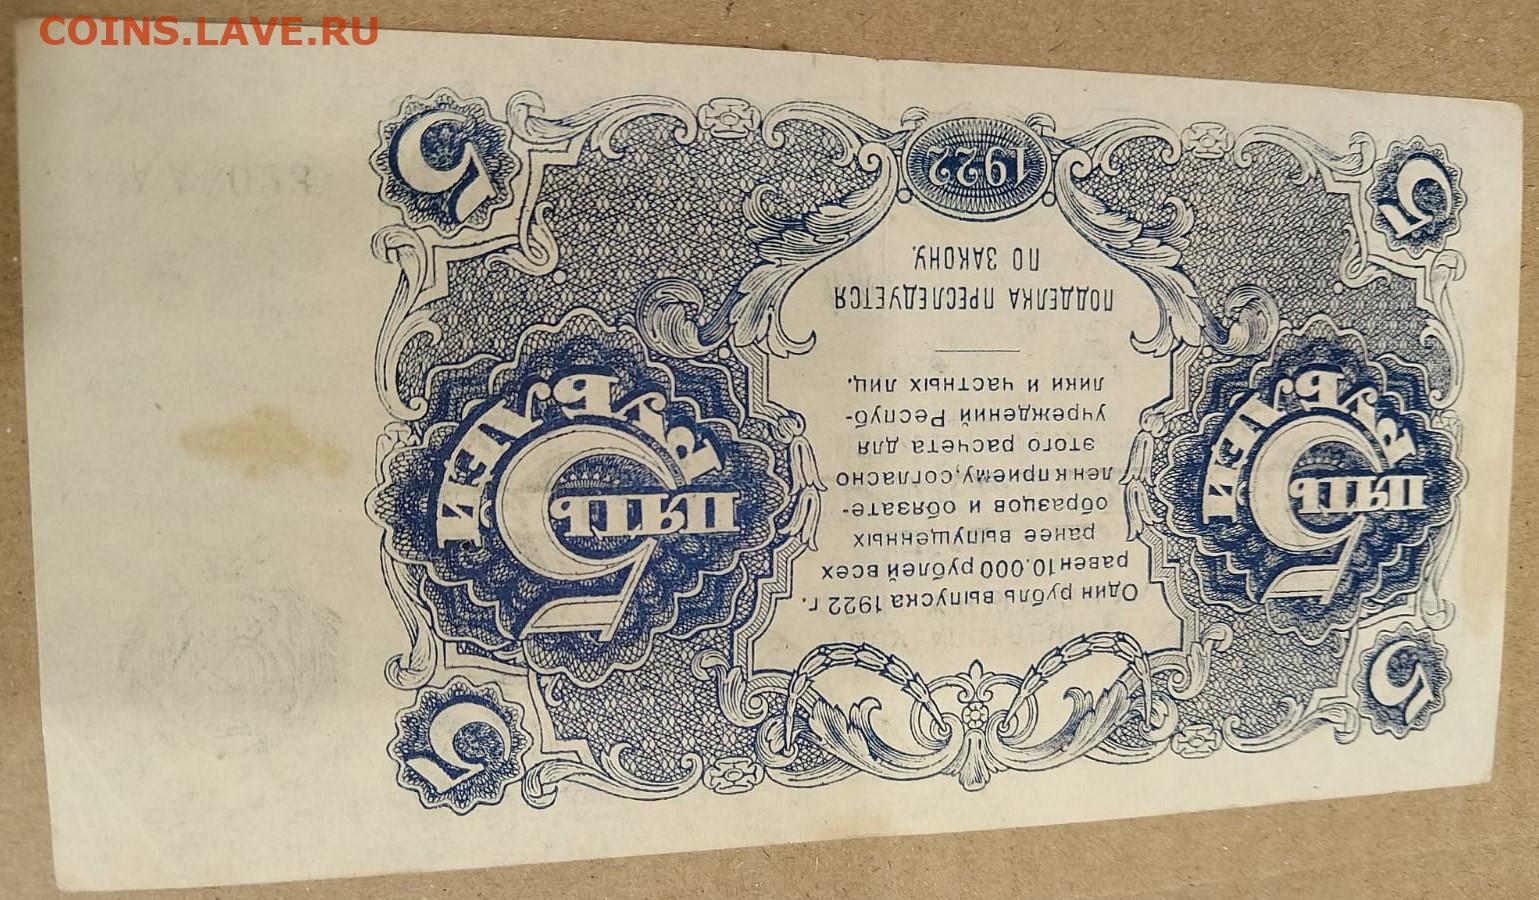 COINS.LAVE.RU
5
5
Один рубль выпуска 1922 г.
равен 10.000 рублей всех
ранее выпущенных
образцов и обязате-
лен к приему, согласно
этого расчета для
учреждений Респуб-
лики и частных лиц.
ПЯТЬ
5
РУБЛЕЙ
ПЯТЬ
5
РУБЛЕЙ
ПОДДЕЛКА ПРЕСЛЕДУЕТСЯ
ПО ЗАКОНУ.
5
1922
5